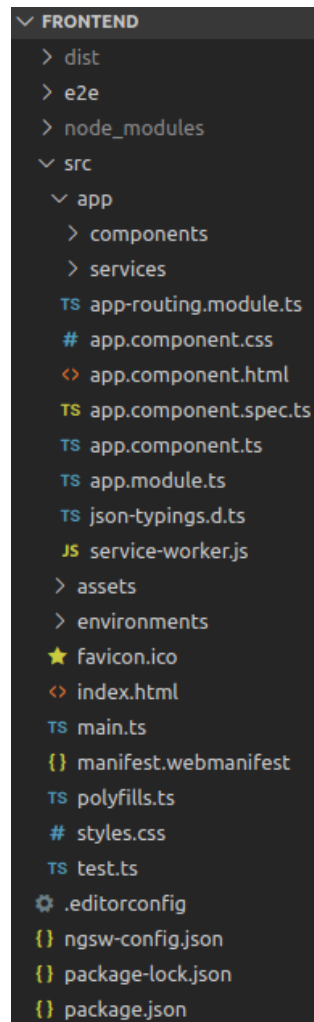 FRONTEND
dist
e2e
node_modules
src
app
components
services
TS app-routing.module.ts
# app.component.css
<> app.component.html
TS app.component.spec.ts
TS app.component.ts
TS app.module.ts
TS json-typings.d.ts
JS service-worker.js
assets
environments
favicon.ico
<> index.html
TS main.ts
{} manifest.webmanifest
TS polyfills.ts
# styles.css
TS test.ts
.editorconfig
{} ngsw-config.json
{} package-lock.json
{} package.json